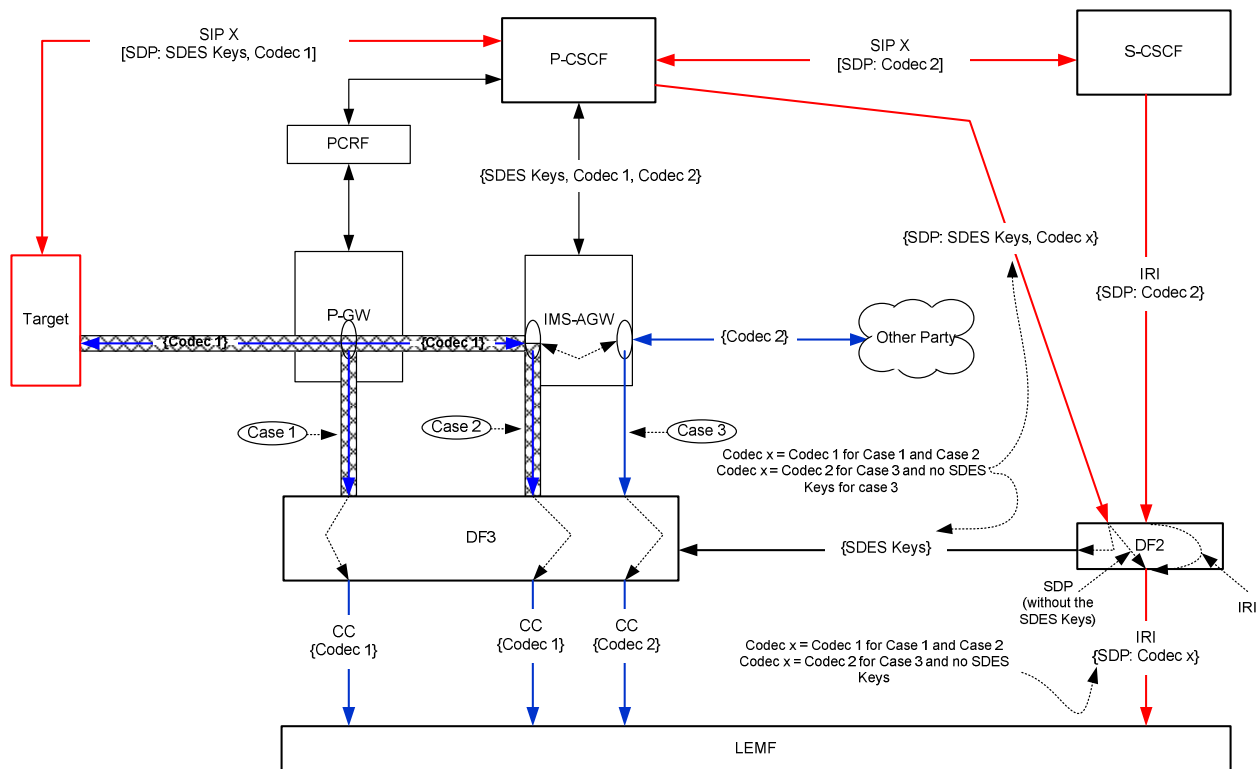 SIP X
[SDP: SDES Keys, Codec 1]
P-CSCF
SIP X
[SDP: Codec 2]
S-CSCF
PCRF
{SDES Keys, Codec 1, Codec 2}
{SDP: SDES Keys, Codec x}
IRI
{SDP: Codec 2}
Target
P-GW
IMS-AGW
{Codec 1}
{Codec 1}
{Codec 2}
Other Party
Case 1
Case 2
Case 3
Codec x = Codec 1 for Case 1 and Case 2
Codec x = Codec 2 for Case 3 and no SDES
Keys for case 3
DF3
{SDES Keys}
DF2
SDP
(without the
SDES Keys)
IRI
CC
{Codec 1}
CC
{Codec 1}
CC
{Codec 2}
Codec x = Codec 1 for Case 1 and Case 2
Codec x = Codec 2 for Case 3 and no SDES
Keys
IRI
{SDP: Codec x}
LEMF